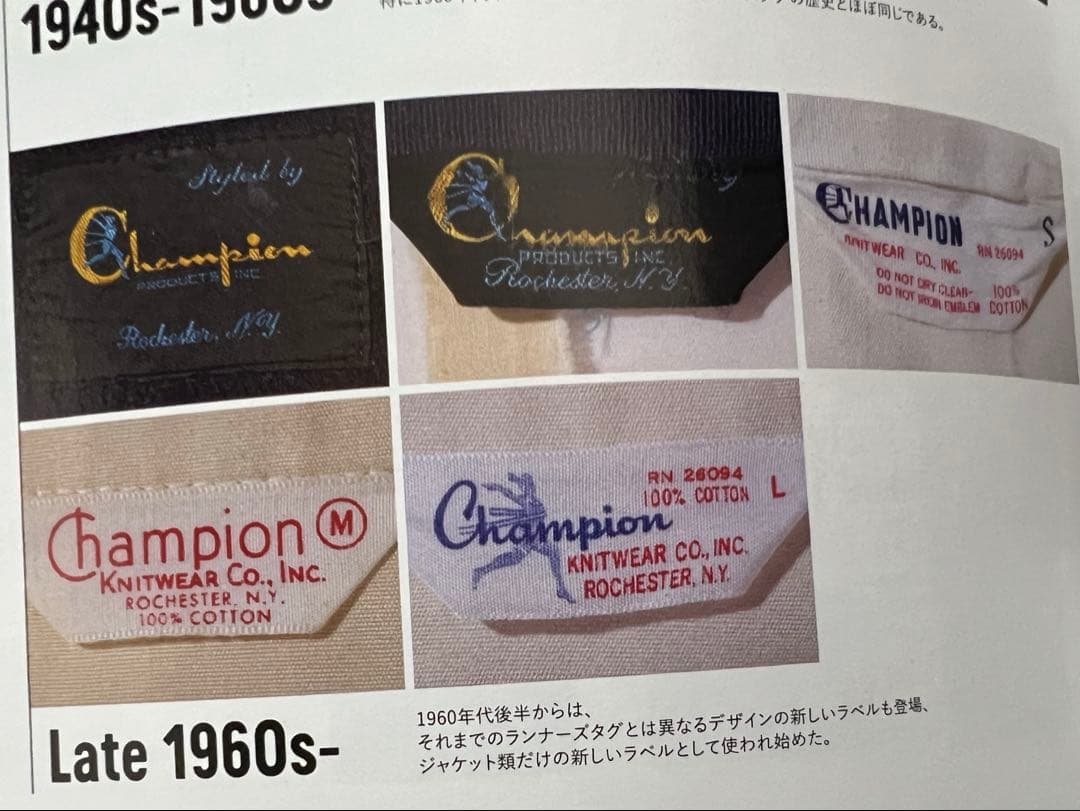 1940s-1960s
の歴史とほぼ同じである。
Styled by
Champion
PRODUCTS INC
Rochester, N.Y.
Champion
PRODUCTS INC
Rochester, N.Y.
CHAMPION
KNITWEAR CO., INC.
RN 26094
S
DO NOT DRY CLEAN-
DO NOT IRON EMBLEM
100%
COTTON
Champion M
KNITWEAR CO., INC.
ROCHESTER, N.Y.
100% COTTON
RN 26094
100% COTTON
L
Champion
KNITWEAR CO., INC.
ROCHESTER, N.Y.
Late 1960s-
1960年代後半からは、
それまでのランナーズタグとは異なるデザインの新しいラベルも登場、
ジャケット類だけの新しいラベルとして使われ始めた。